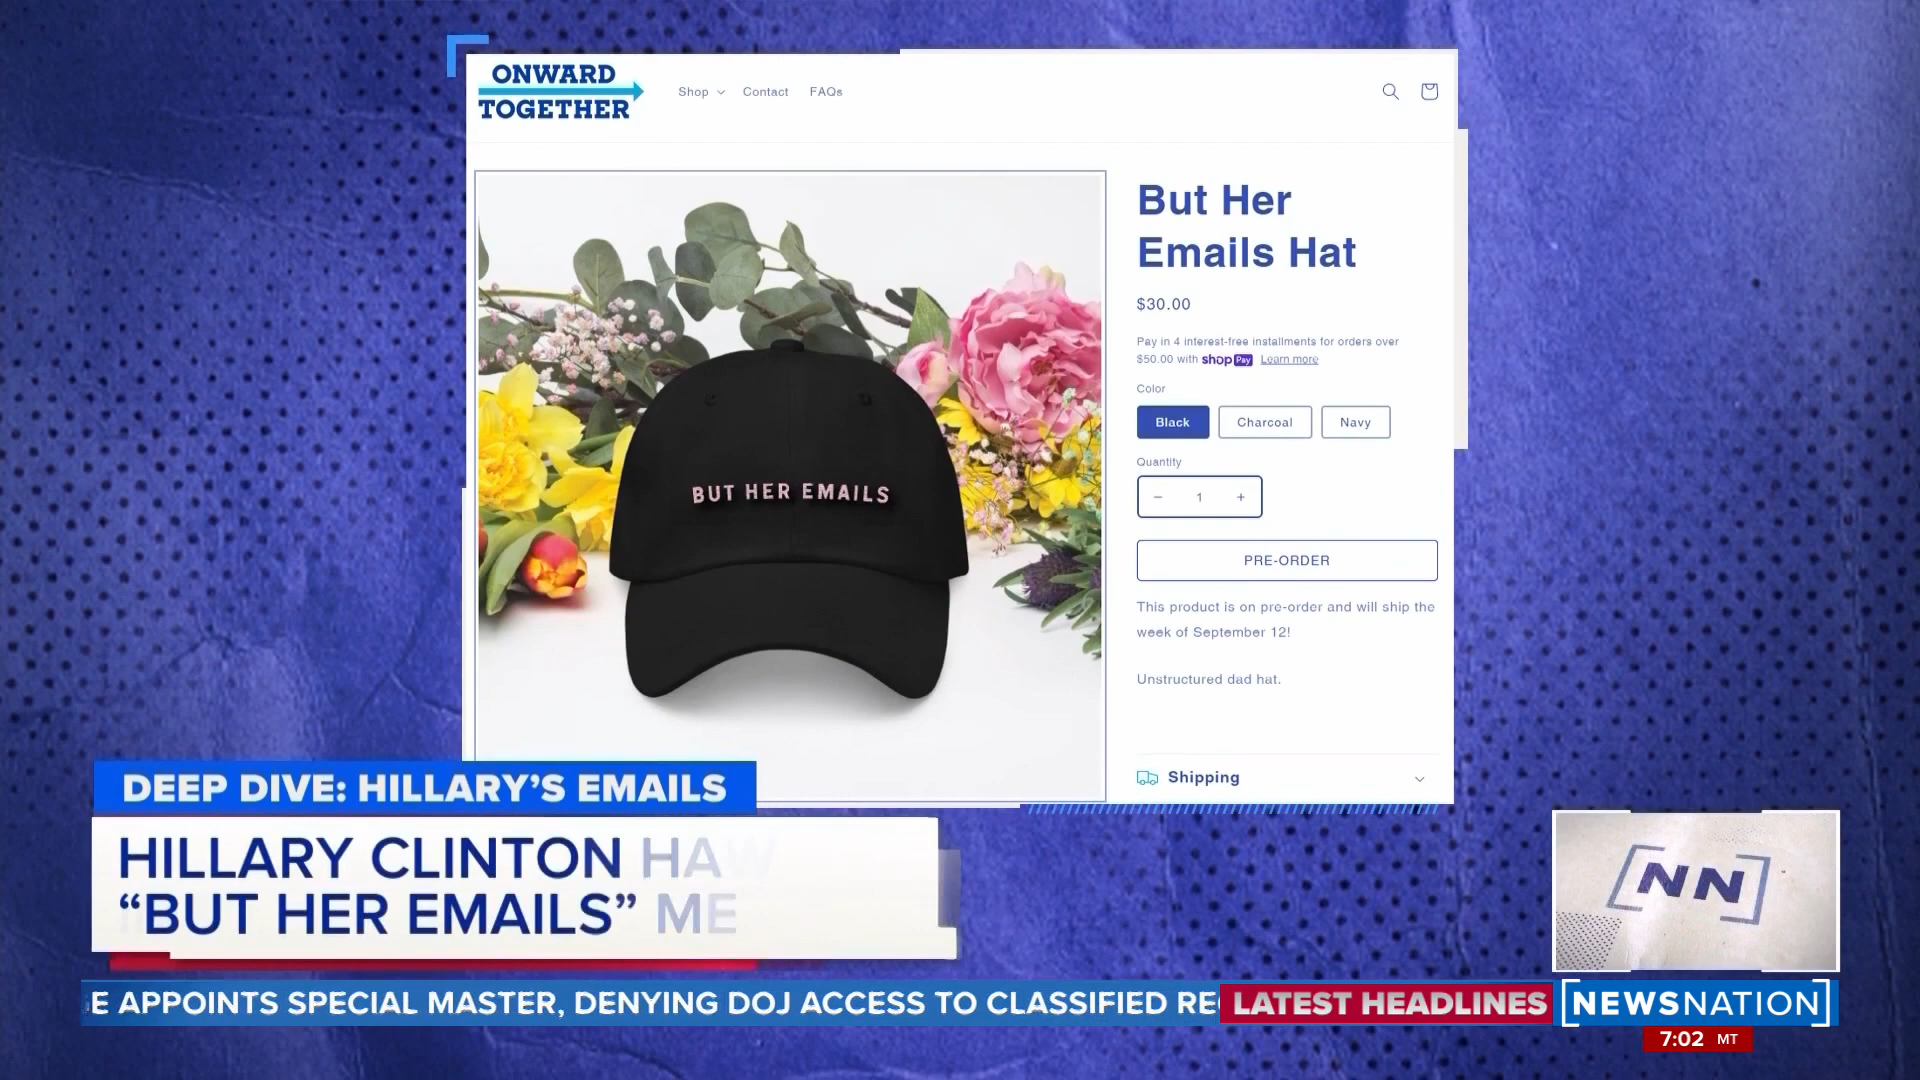 ONWARD
TOGETHER
Shop
Contact
FAQs
But Her
Emails Hat
$30.00
Pay in 4 interest-free installments for orders over
$50.00 with shop Pay Learn more
Color
Black
Charcoal
Navy
Quantity
− 1 +
PRE-ORDER
This product is on pre-order and will ship the
week of September 12!
Unstructured dad hat.
Shipping
BUT HER EMAILS
DEEP DIVE: HILLARY’S EMAILS
HILLARY CLINTON HAW
“BUT HER EMAILS” ME
NN
E APPOINTS SPECIAL MASTER, DENYING DOJ ACCESS TO CLASSIFIED RE
LATEST HEADLINES
[NEWSNATION]
7:02 MT